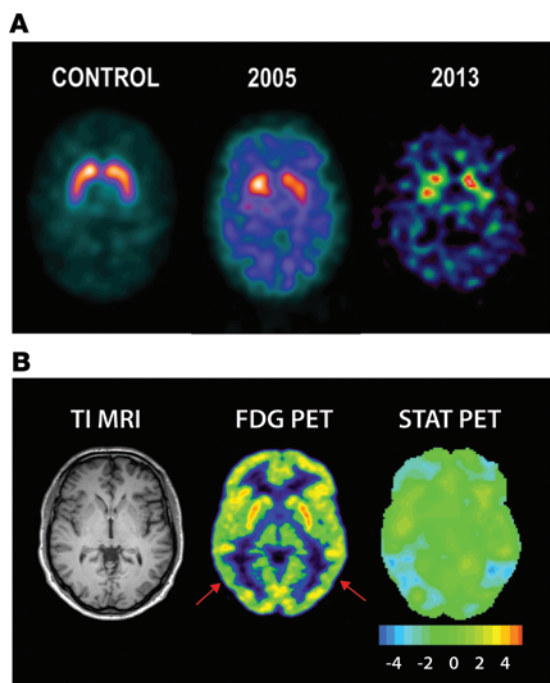 A
CONTROL 2005 2013
B
TI MRI FDG PET STAT PET
-4 -2 0 2 4